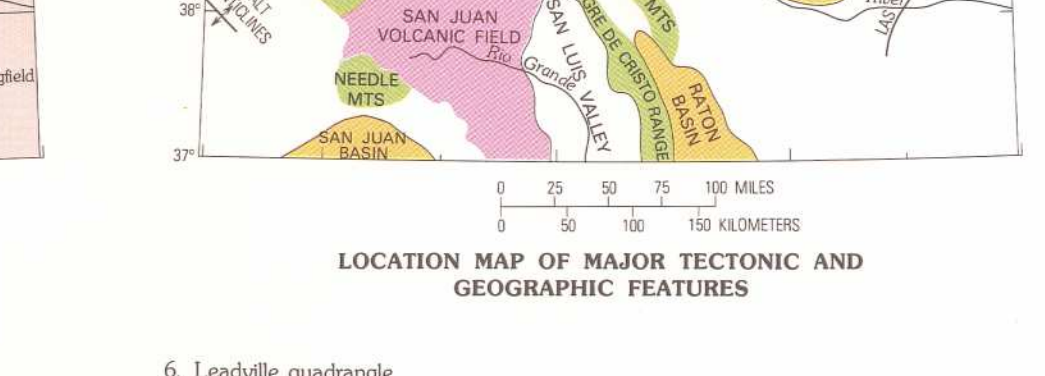 38°
SAN JUAN
VOLCANIC FIELD
Rio Grande
SAN LUIS VALLEY
DE CRISTO RANGE
MTS
RATON
BASIN
NEEDLE
MTS
SAN JUAN
BASIN
37°
0 25 50 75 100 MILES
0 50 100 150 KILOMETERS
LOCATION MAP OF MAJOR TECTONIC AND
GEOGRAPHIC FEATURES
6. Leadville quadrangle